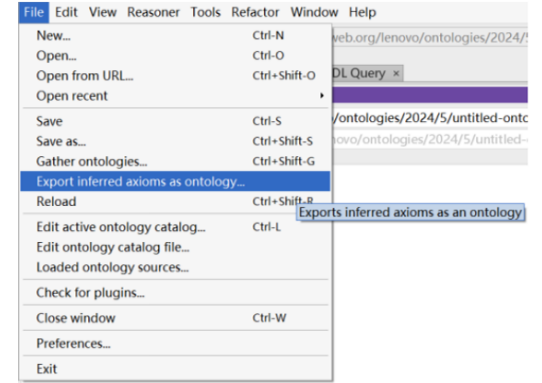 File Edit View Reasoner Tools Refactor Window Help
New... Ctrl-N
web.org/lenovo/ontologies/2024/5
Open... Ctrl-O
Open from URL... Ctrl+Shift-O
DL Query ×
Open recent
Save Ctrl-S
/ontologies/2024/5/untitled-onto
Save as... Ctrl+Shift-S
ovo/ontologies/2024/5/untitled-
Gather ontologies... Ctrl+Shift-G
Export inferred axioms as ontology...
Reload Ctrl+Shift-R
Exports inferred axioms as an ontology
Edit active ontology catalog... Ctrl-L
Edit ontology catalog file...
Loaded ontology sources...
Check for plugins...
Close window Ctrl-W
Preferences...
Exit